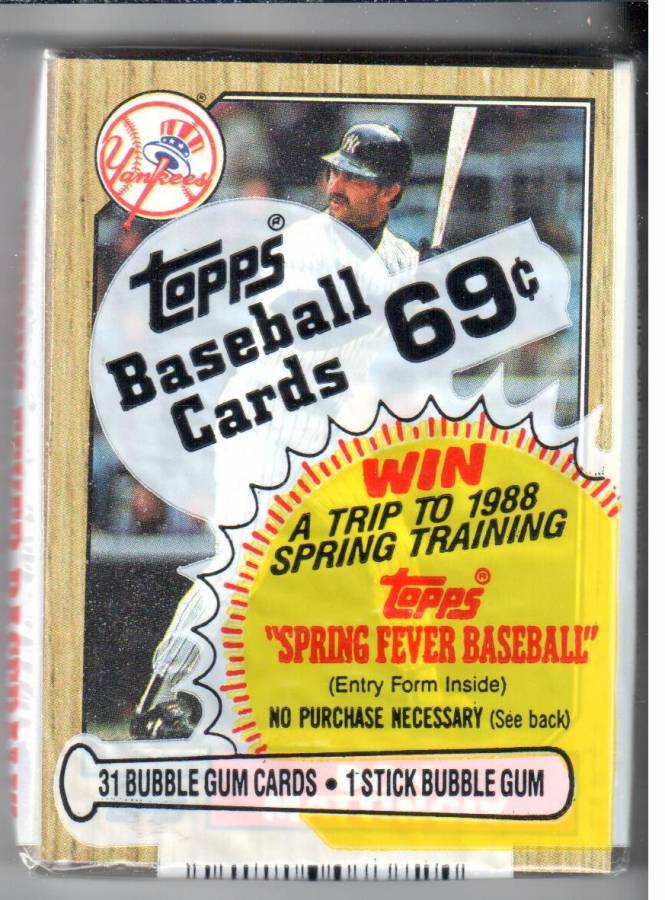 Yankees
®
NY
Topps®
Baseball
Cards
69¢
WIN
A TRIP TO 1988
SPRING TRAINING
Topps®
"SPRING FEVER BASEBALL"
(Entry Form Inside)
NO PURCHASE NECESSARY (See back)
31 BUBBLE GUM CARDS • 1 STICK BUBBLE GUM